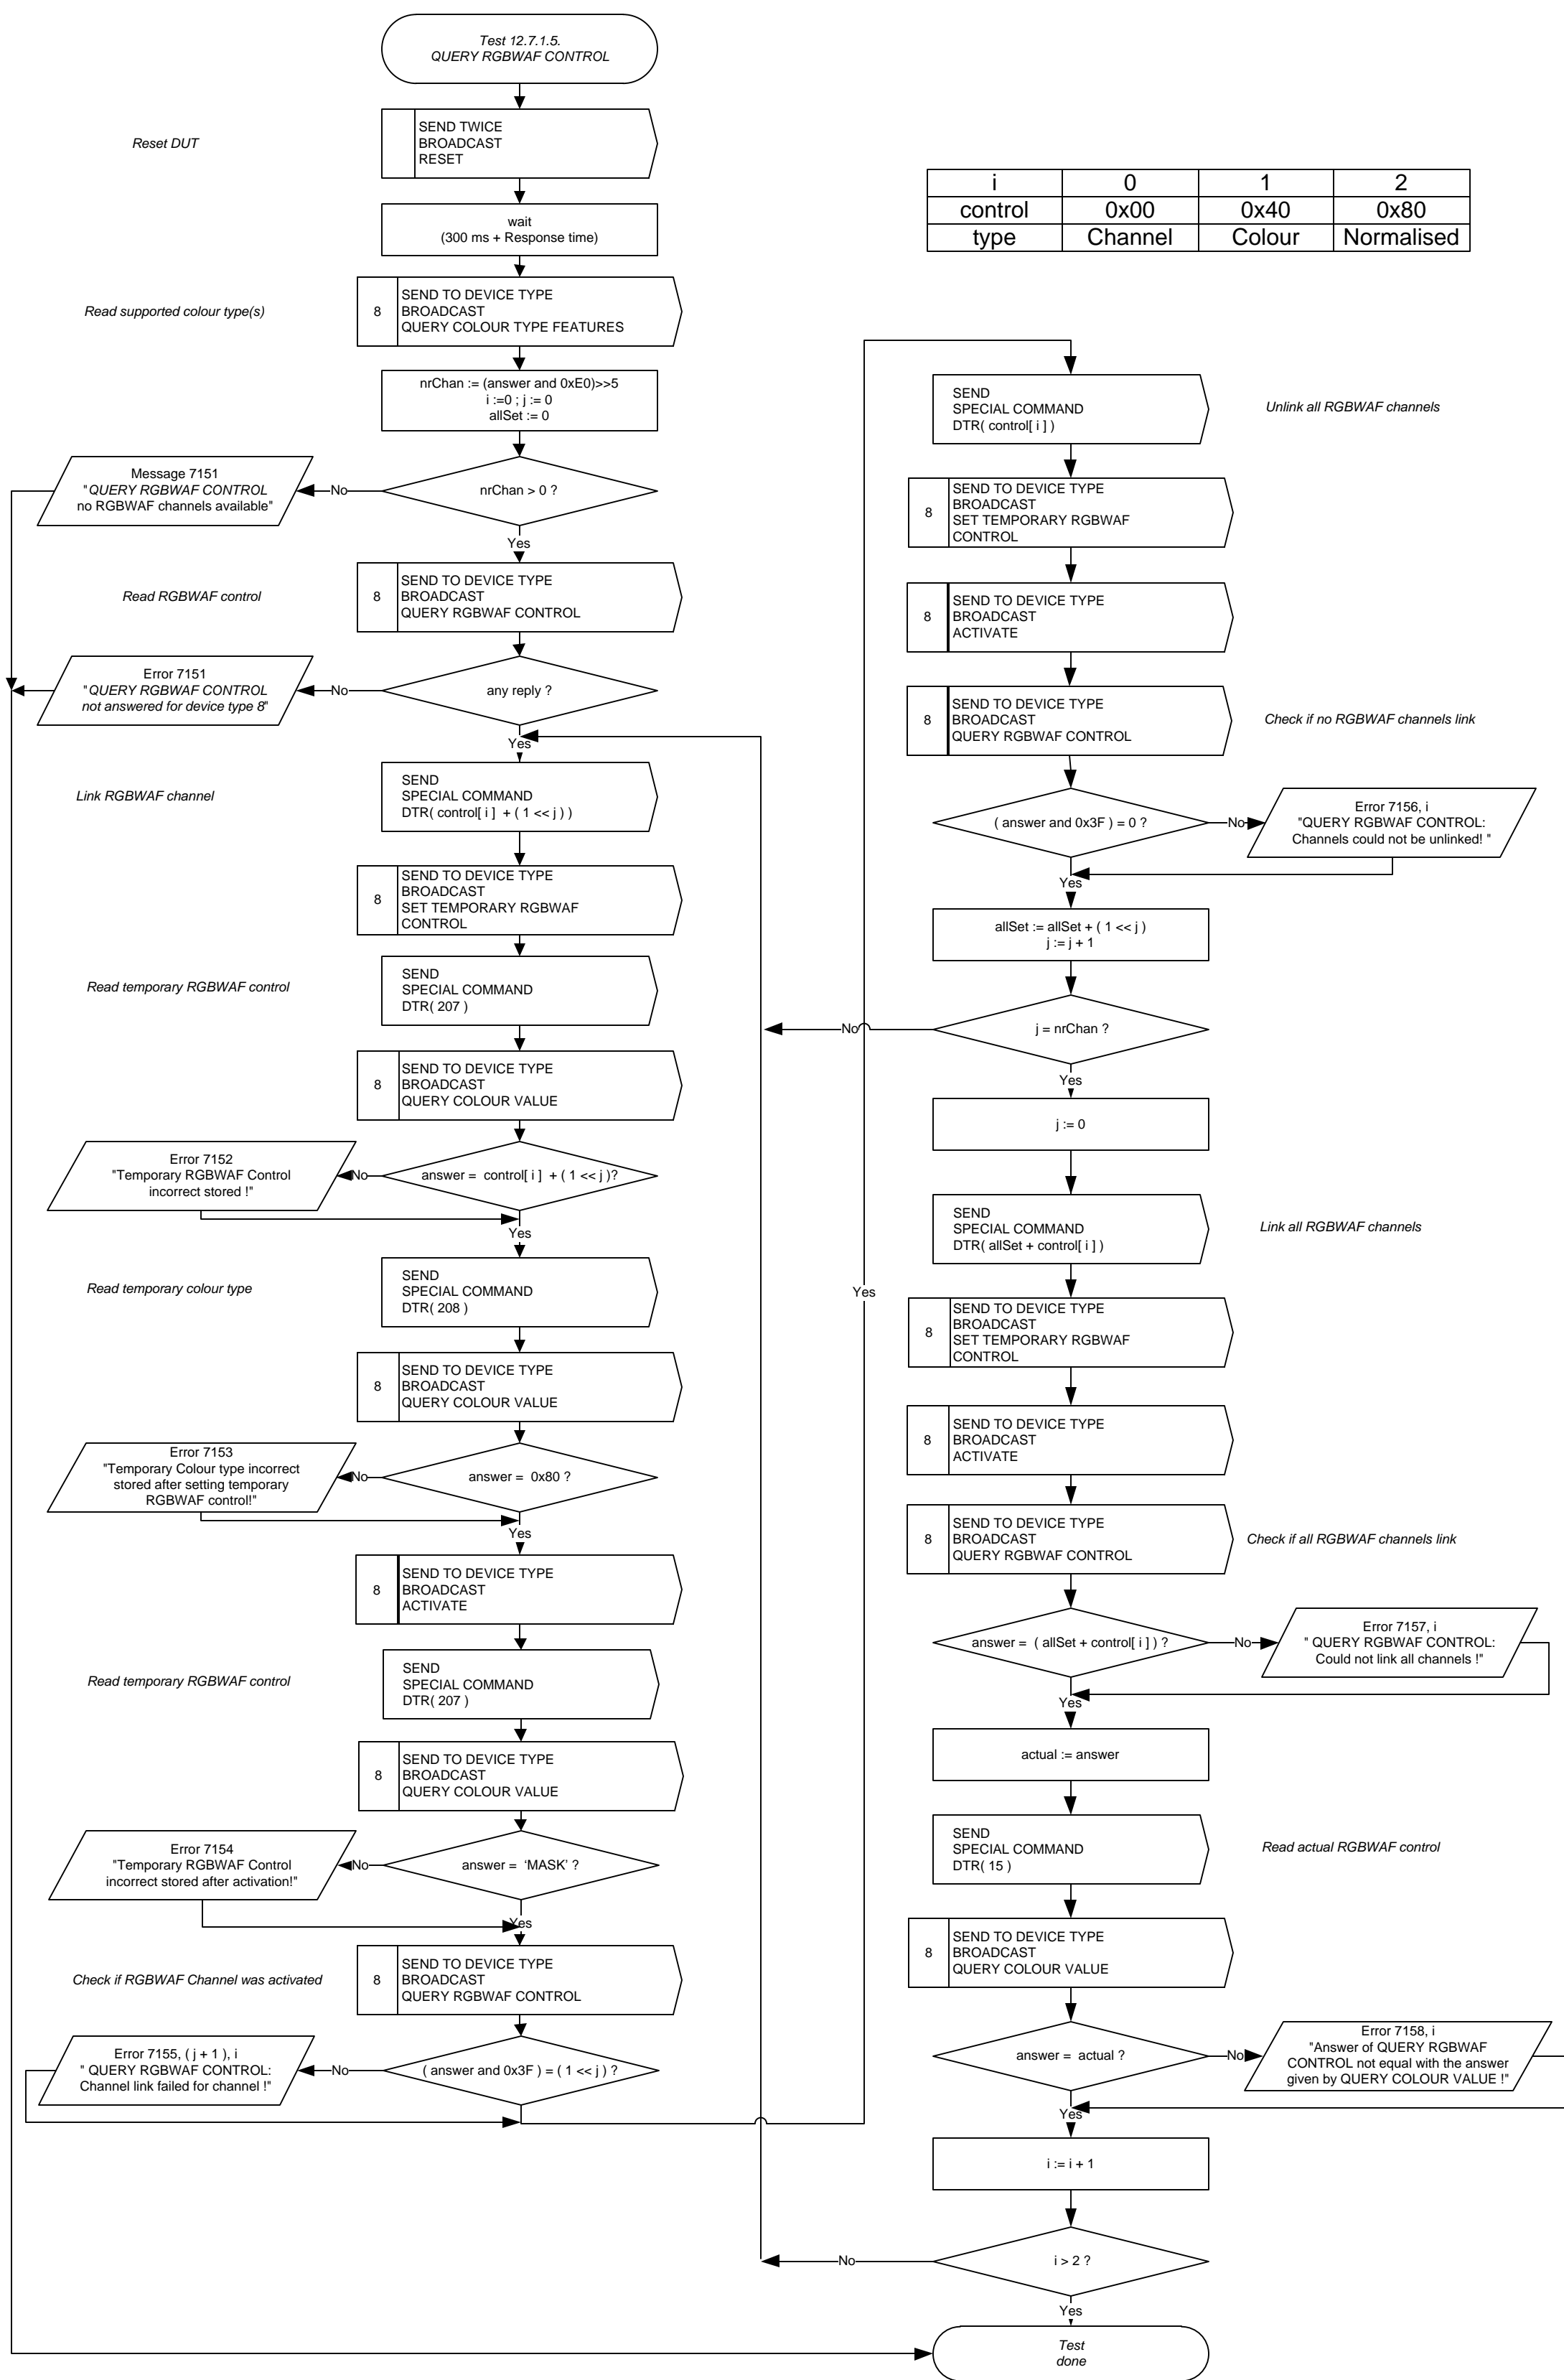 Test 12.7.1.5.
QUERY RGBWAF CONTROL
Reset DUT
SEND TWICE
BROADCAST
RESET
wait
(300 ms + Response time)
Read supported colour type(s)
8
SEND TO DEVICE TYPE
BROADCAST
QUERY COLOUR TYPE FEATURES
nrChan := (answer and 0xE0)>>5
i :=0 ; j := 0
allSet := 0
Message 7151
"QUERY RGBWAF CONTROL
no RGBWAF channels available"
No
nrChan > 0 ?
Yes
Read RGBWAF control
8
SEND TO DEVICE TYPE
BROADCAST
QUERY RGBWAF CONTROL
Error 7151
"QUERY RGBWAF CONTROL
not answered for device type 8"
No
any reply ?
Yes
Link RGBWAF channel
SEND
SPECIAL COMMAND
DTR( control[ i ] + ( 1 << j ) )
8
SEND TO DEVICE TYPE
BROADCAST
SET TEMPORARY RGBWAF
CONTROL
Read temporary RGBWAF control
SEND
SPECIAL COMMAND
DTR( 207 )
8
SEND TO DEVICE TYPE
BROADCAST
QUERY COLOUR VALUE
Error 7152
"Temporary RGBWAF Control
incorrect stored !"
No
answer = control[ i ] + ( 1 << j )?
Yes
Read temporary colour type
SEND
SPECIAL COMMAND
DTR( 208 )
8
SEND TO DEVICE TYPE
BROADCAST
QUERY COLOUR VALUE
Error 7153
"Temporary Colour type incorrect
stored after setting temporary
RGBWAF control!"
No
answer = 0x80 ?
Yes
8
SEND TO DEVICE TYPE
BROADCAST
ACTIVATE
Read temporary RGBWAF control
SEND
SPECIAL COMMAND
DTR( 207 )
8
SEND TO DEVICE TYPE
BROADCAST
QUERY COLOUR VALUE
Error 7154
"Temporary RGBWAF Control
incorrect stored after activation!"
No
answer = ‘MASK’ ?
Yes
Check if RGBWAF Channel was activated
8
SEND TO DEVICE TYPE
BROADCAST
QUERY RGBWAF CONTROL
Error 7155, ( j + 1 ), i
" QUERY RGBWAF CONTROL:
Channel link failed for channel !"
No
( answer and 0x3F ) = ( 1 << j ) ?
Yes
i 0 1 2
control 0x00 0x40 0x80
type Channel Colour Normalised
SEND
SPECIAL COMMAND
DTR( control[ i ] )
Unlink all RGBWAF channels
8
SEND TO DEVICE TYPE
BROADCAST
SET TEMPORARY RGBWAF
CONTROL
8
SEND TO DEVICE TYPE
BROADCAST
ACTIVATE
8
SEND TO DEVICE TYPE
BROADCAST
QUERY RGBWAF CONTROL
Check if no RGBWAF channels link
( answer and 0x3F ) = 0 ?
No
Error 7156, i
"QUERY RGBWAF CONTROL:
Channels could not be unlinked! "
Yes
allSet := allSet + ( 1 << j )
j := j + 1
No
j = nrChan ?
Yes
j := 0
SEND
SPECIAL COMMAND
DTR( allSet + control[ i ] )
Link all RGBWAF channels
8
SEND TO DEVICE TYPE
BROADCAST
SET TEMPORARY RGBWAF
CONTROL
8
SEND TO DEVICE TYPE
BROADCAST
ACTIVATE
8
SEND TO DEVICE TYPE
BROADCAST
QUERY RGBWAF CONTROL
Check if all RGBWAF channels link
answer = ( allSet + control[ i ] ) ?
No
Error 7157, i
" QUERY RGBWAF CONTROL:
Could not link all channels !"
Yes
actual := answer
SEND
SPECIAL COMMAND
DTR( 15 )
Read actual RGBWAF control
8
SEND TO DEVICE TYPE
BROADCAST
QUERY COLOUR VALUE
answer = actual ?
No
Error 7158, i
"Answer of QUERY RGBWAF
CONTROL not equal with the answer
given by QUERY COLOUR VALUE !"
Yes
i := i + 1
No
i > 2 ?
Yes
Test
done